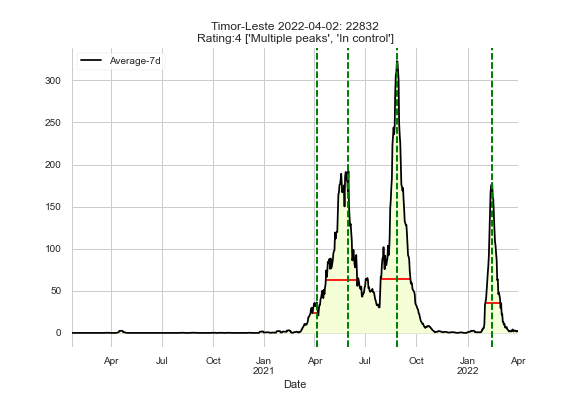 Timor-Leste 2022-04-02: 22832
Rating:4 ['Multiple peaks', 'In control']
Average-7d
300
250
200
150
100
50
0
Apr Jul Oct Jan Apr Jul Oct Jan Apr
2021 2022
Date